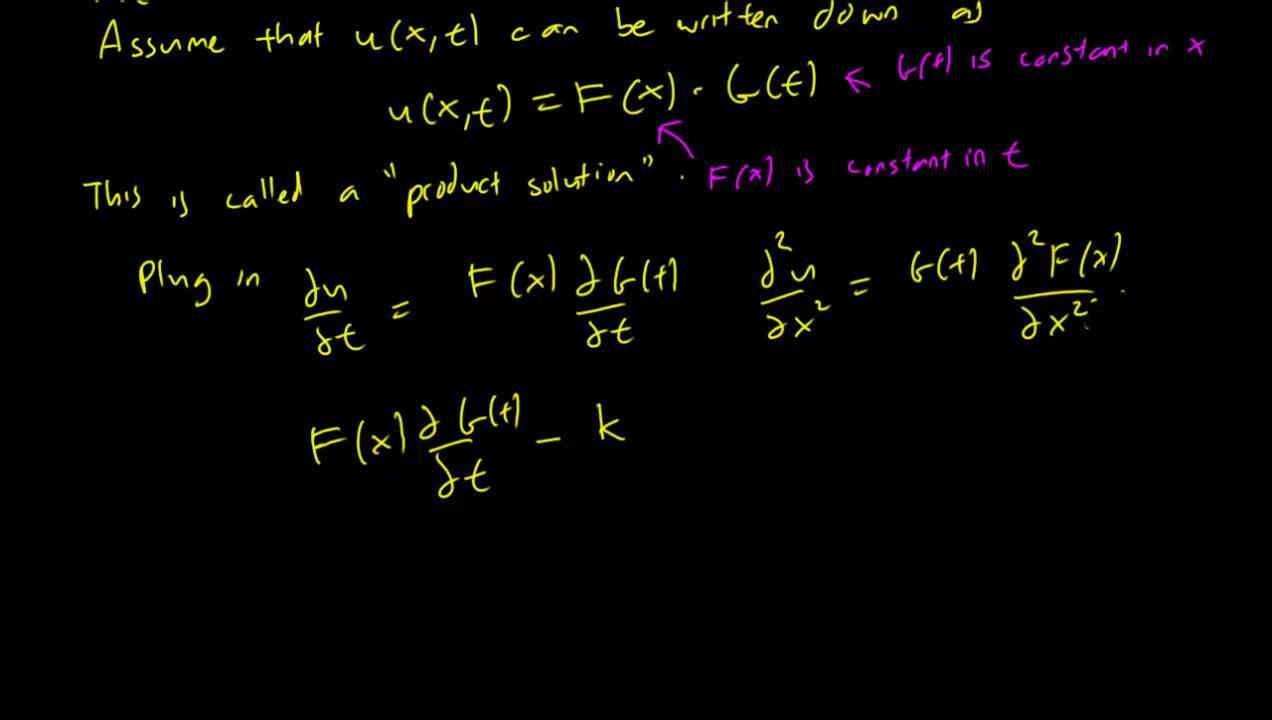 Assume that u(x,t) can be written down as
u(x,t) = F(x) · G(t) ← G(t) is constant in x
This is called a "product solution". F(x) is constant in t
Plug in ∂u/∂t = F(x) ∂G(t)/∂t ∂²u/∂x² = G(t) ∂²F(x)/∂x²
F(x) ∂G(t)/∂t - k